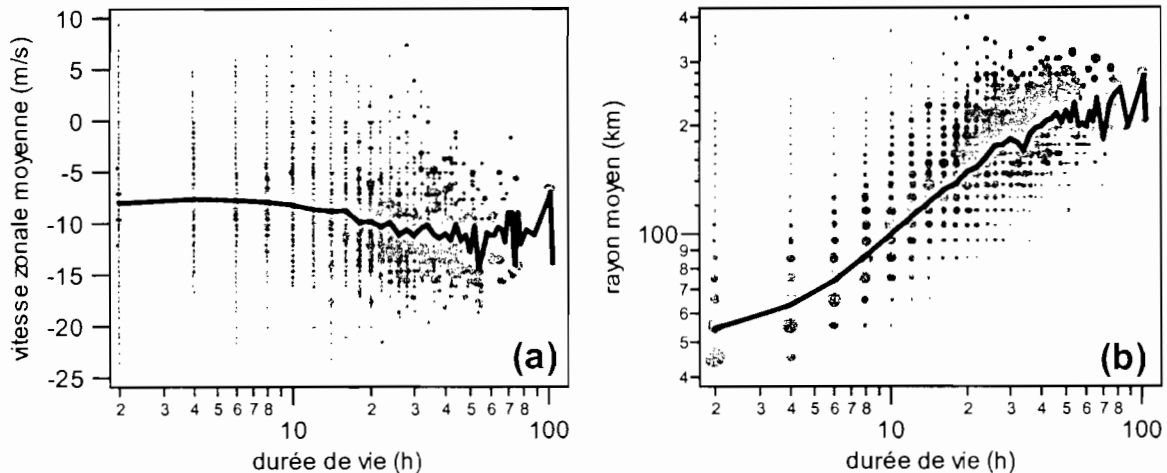 vitesse zonale moyenne (m/s)
10
5
0
-5
-10
-15
-20
-25
(a)
2 3 4 5 6 7 8 2 3 4 5 6 7 8
10 100
durée de vie (h)
rayon moyen (km)
4
3
2
100
9
8
7
6
5
4
(b)
2 3 4 5 6 7 8 2 3 4 5 6 7 8
10 100
durée de vie (h)